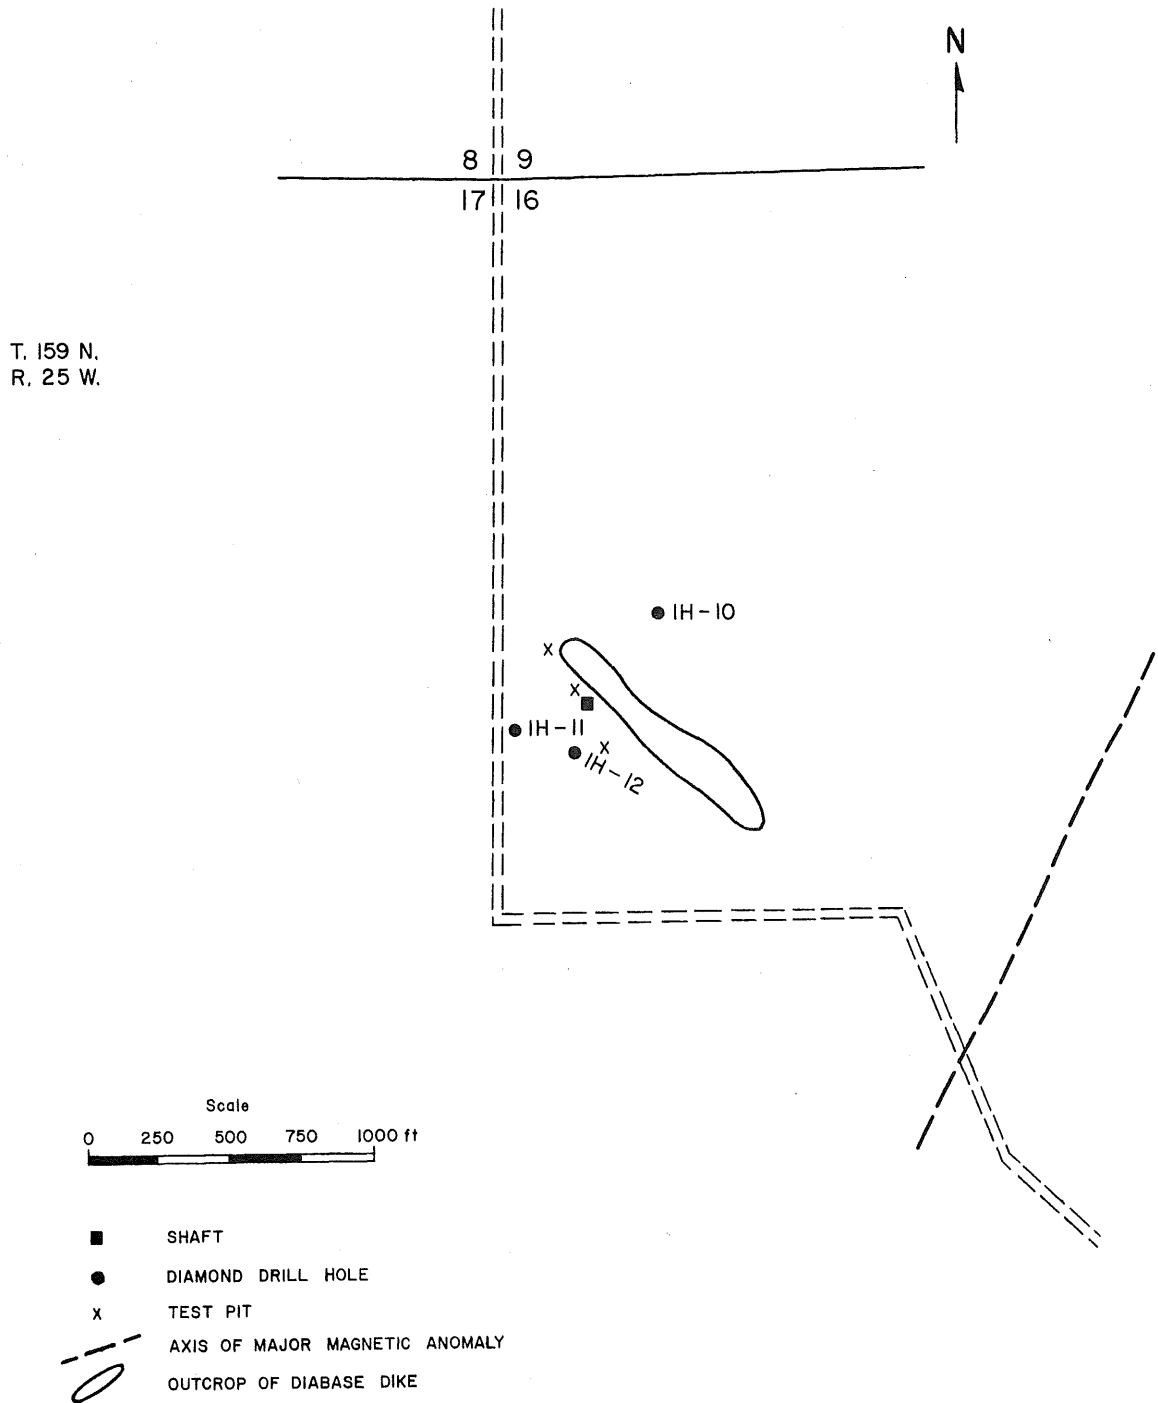 N
8 9
17 16
T. 159 N.
R. 25 W.
IH-10
IH-11
IH-12
Scale
0 250 500 750 1000 ft
SHAFT
DIAMOND DRILL HOLE
x TEST PIT
AXIS OF MAJOR MAGNETIC ANOMALY
OUTCROP OF DIABASE DIKE